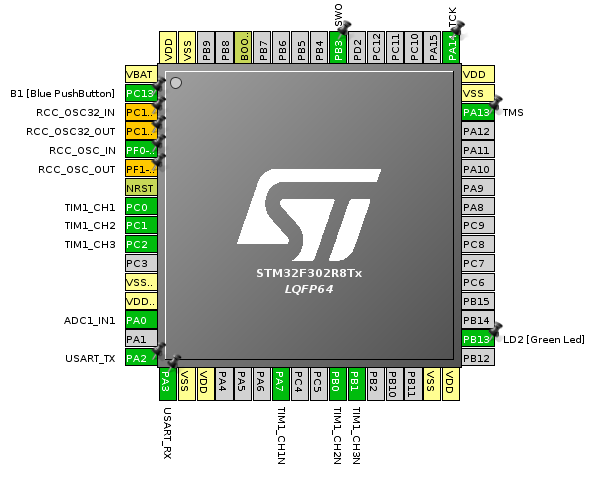 SWO
TCK
VDD
VSS
PB9
PB8
BOO..
PB7
PB6
PB5
PB4
PB3
PD2
PC12
PC11
PC10
PA15
PA14
VBAT
B1 [Blue PushButton] PC13
RCC_OSC32_IN PC1..
RCC_OSC32_OUT PC1..
RCC_OSC_IN PF0-..
RCC_OSC_OUT PF1-..
NRST
TIM1_CH1 PC0
TIM1_CH2 PC1
TIM1_CH3 PC2
PC3
VSS..
VDD..
ADC1_IN1 PA0
PA1
USART_TX PA2
ST
STM32F302R8Tx
LQFP64
VDD
VSS
PA13 TMS
PA12
PA11
PA10
PA9
PA8
PC9
PC8
PC7
PC6
PB15
PB14
PB13 LD2 [Green Led]
PB12
PA3
VSS
VDD
PA4
PA5
PA6
PA7
PC4
PC5
PB0
PB1
PB2
PB10
PB11
VSS
VDD
USART_RX
TIM1_CH1N
TIM1_CH2N
TIM1_CH3N